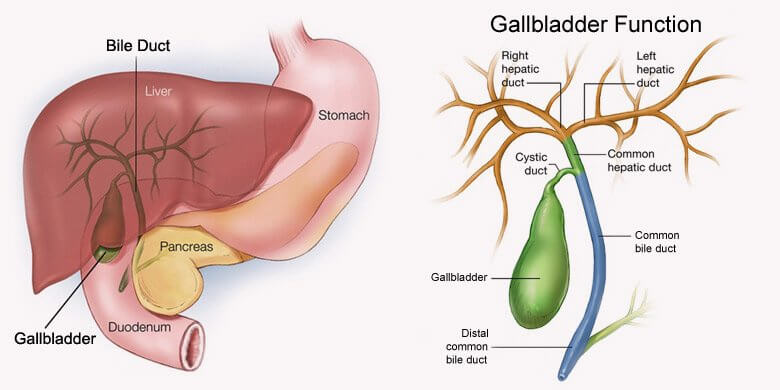 Bile Duct
Liver
Stomach
Pancreas
Gallbladder
Duodenum
Gallbladder Function
Right
hepatic
duct
Left
hepatic
duct
Cystic
duct
Common
hepatic duct
Common
bile duct
Gallbladder
Distal
common
bile duct